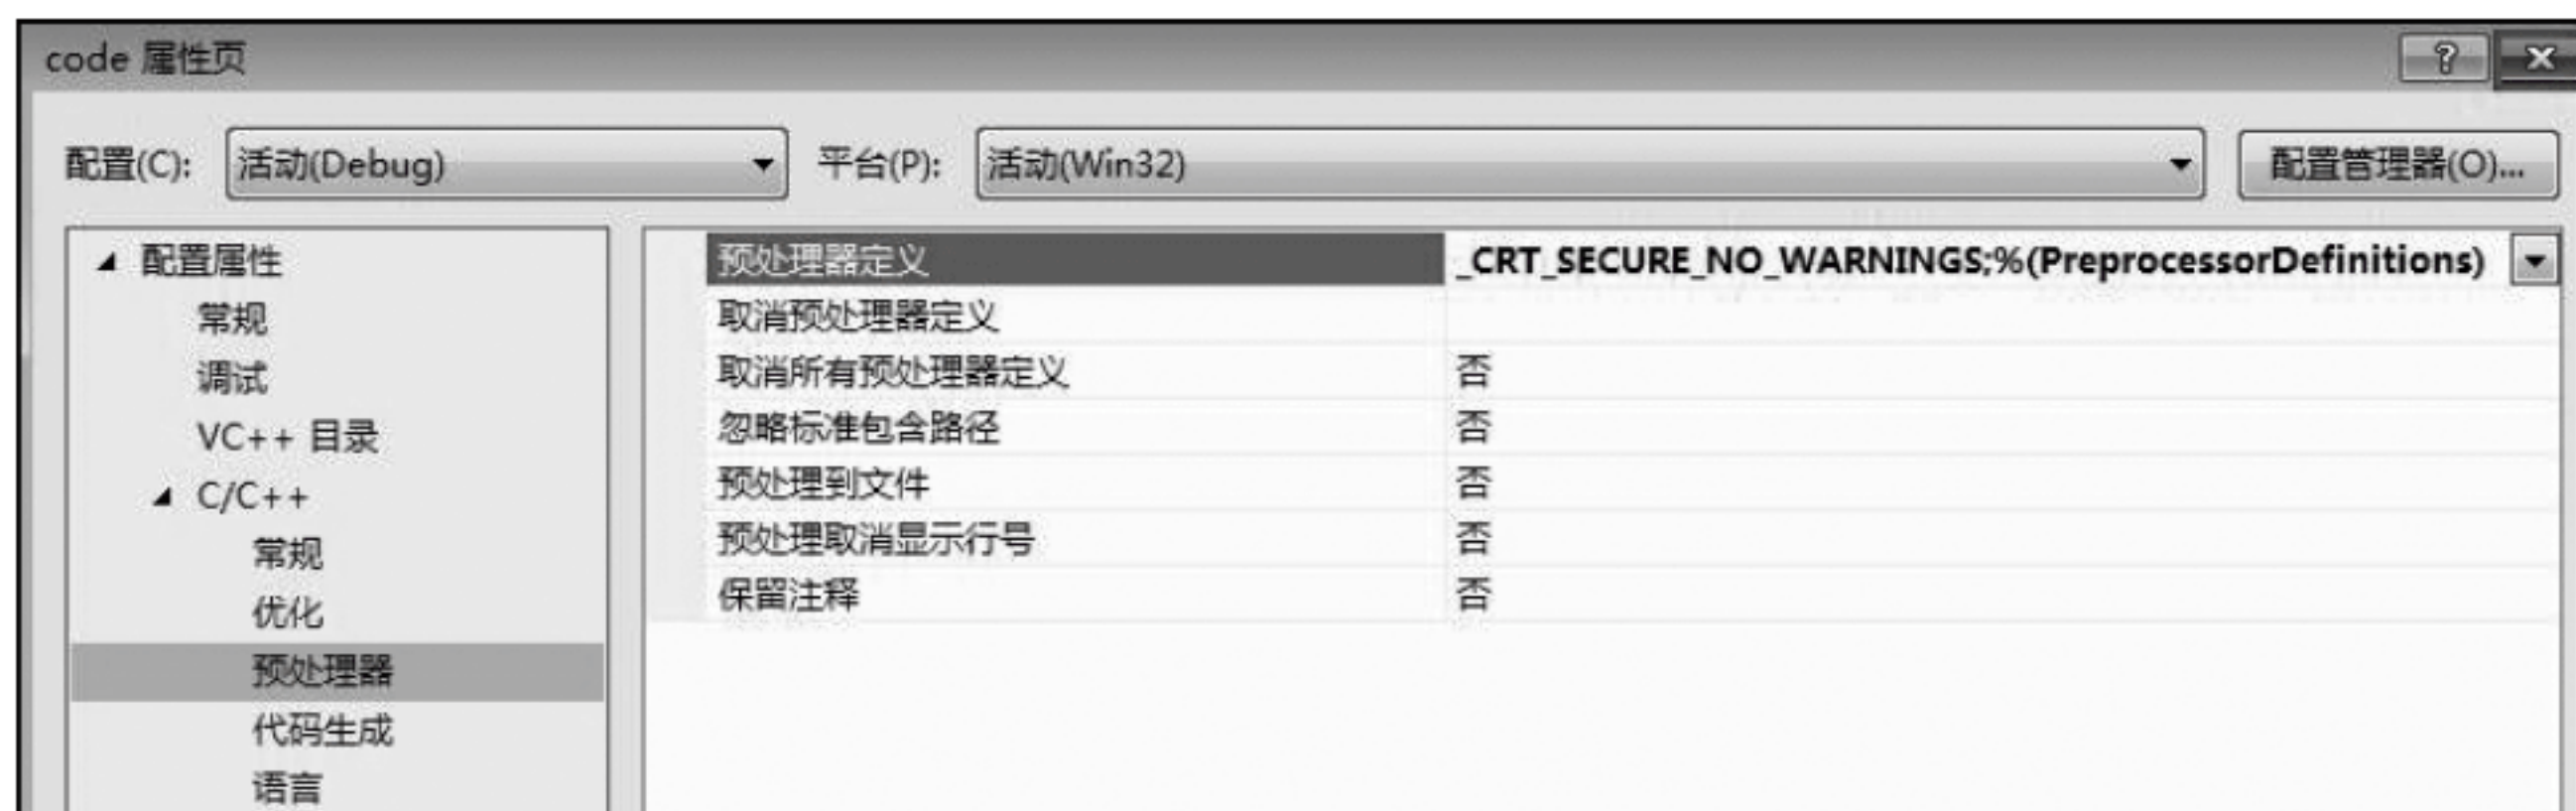 code 属性页
配置(C): 活动(Debug) 平台(P): 活动(Win32) 配置管理器(O)...
配置属性
常规
调试
VC++ 目录
C/C++
常规
优化
预处理器
代码生成
语言
预处理器定义 _CRT_SECURE_NO_WARNINGS;%(PreprocessorDefinitions)
取消预处理器定义
取消所有预处理器定义 否
忽略标准包含路径 否
预处理到文件 否
预处理取消显示行号 否
保留注释 否